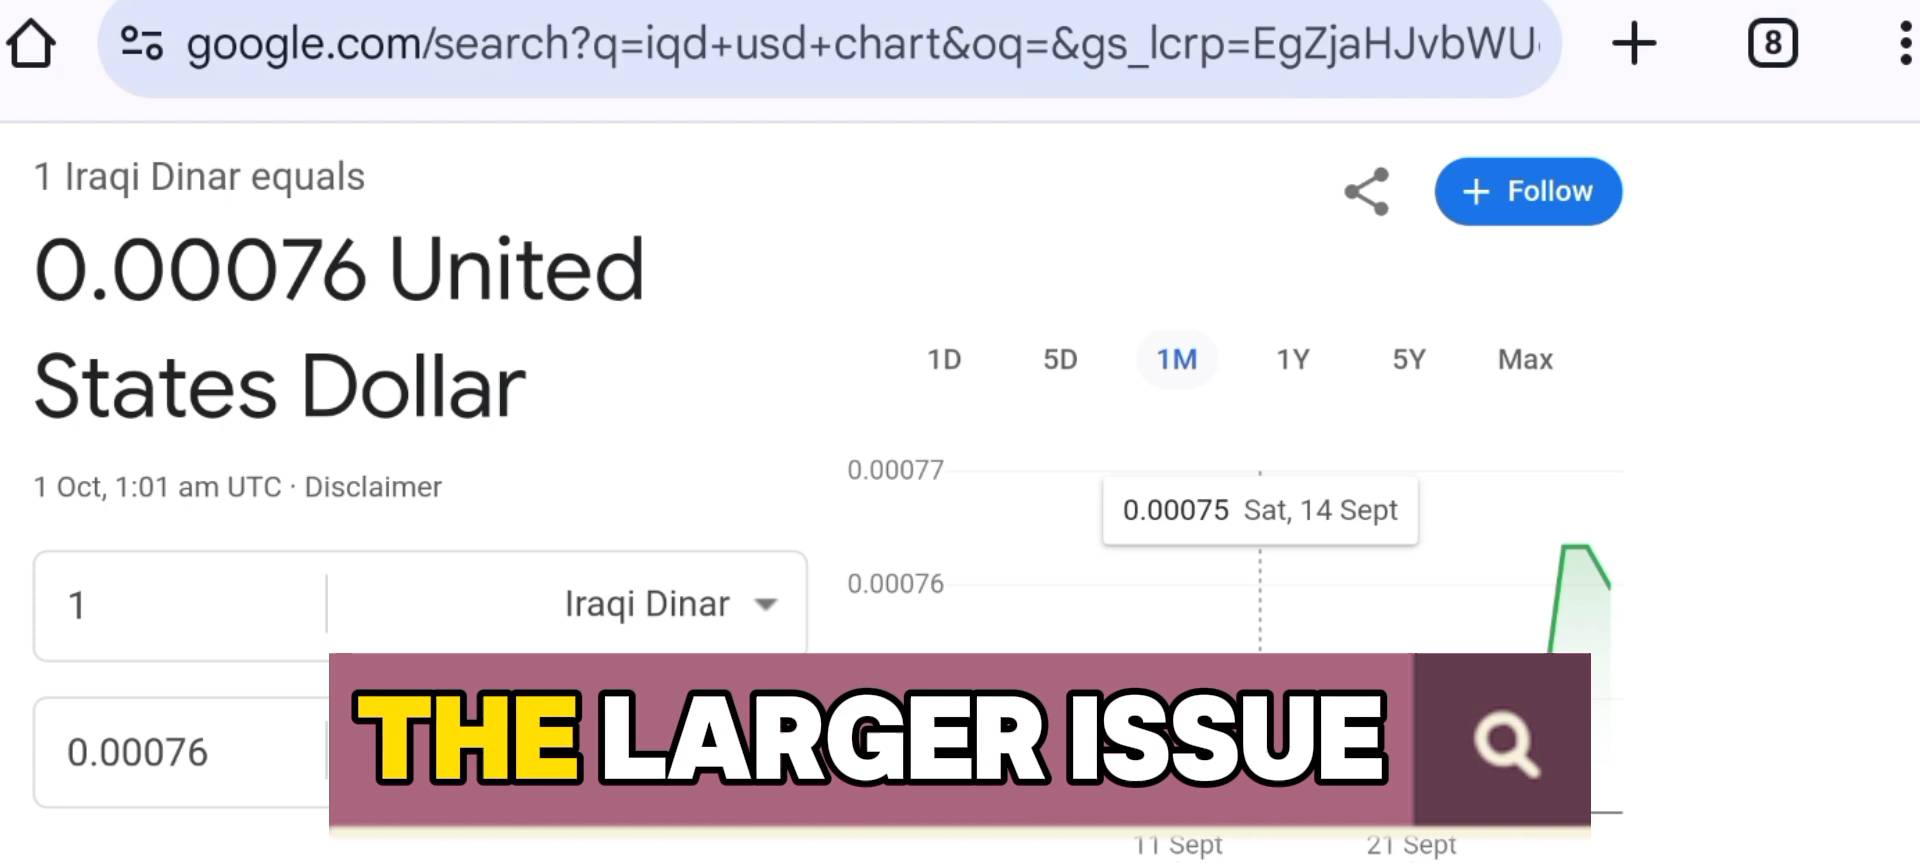 google.com/search?q=iqd+usd+chart&oq=&gs_lcrp=EgZjaHJvbWU
8
1 Iraqi Dinar equals
0.00076 United
States Dollar
1 Oct, 1:01 am UTC · Disclaimer
+ Follow
1D 5D 1M 1Y 5Y Max
0.00077
0.00075 Sat, 14 Sept
0.00076
1 Iraqi Dinar
0.00076
THE LARGER ISSUE
11 Sept 21 Sept